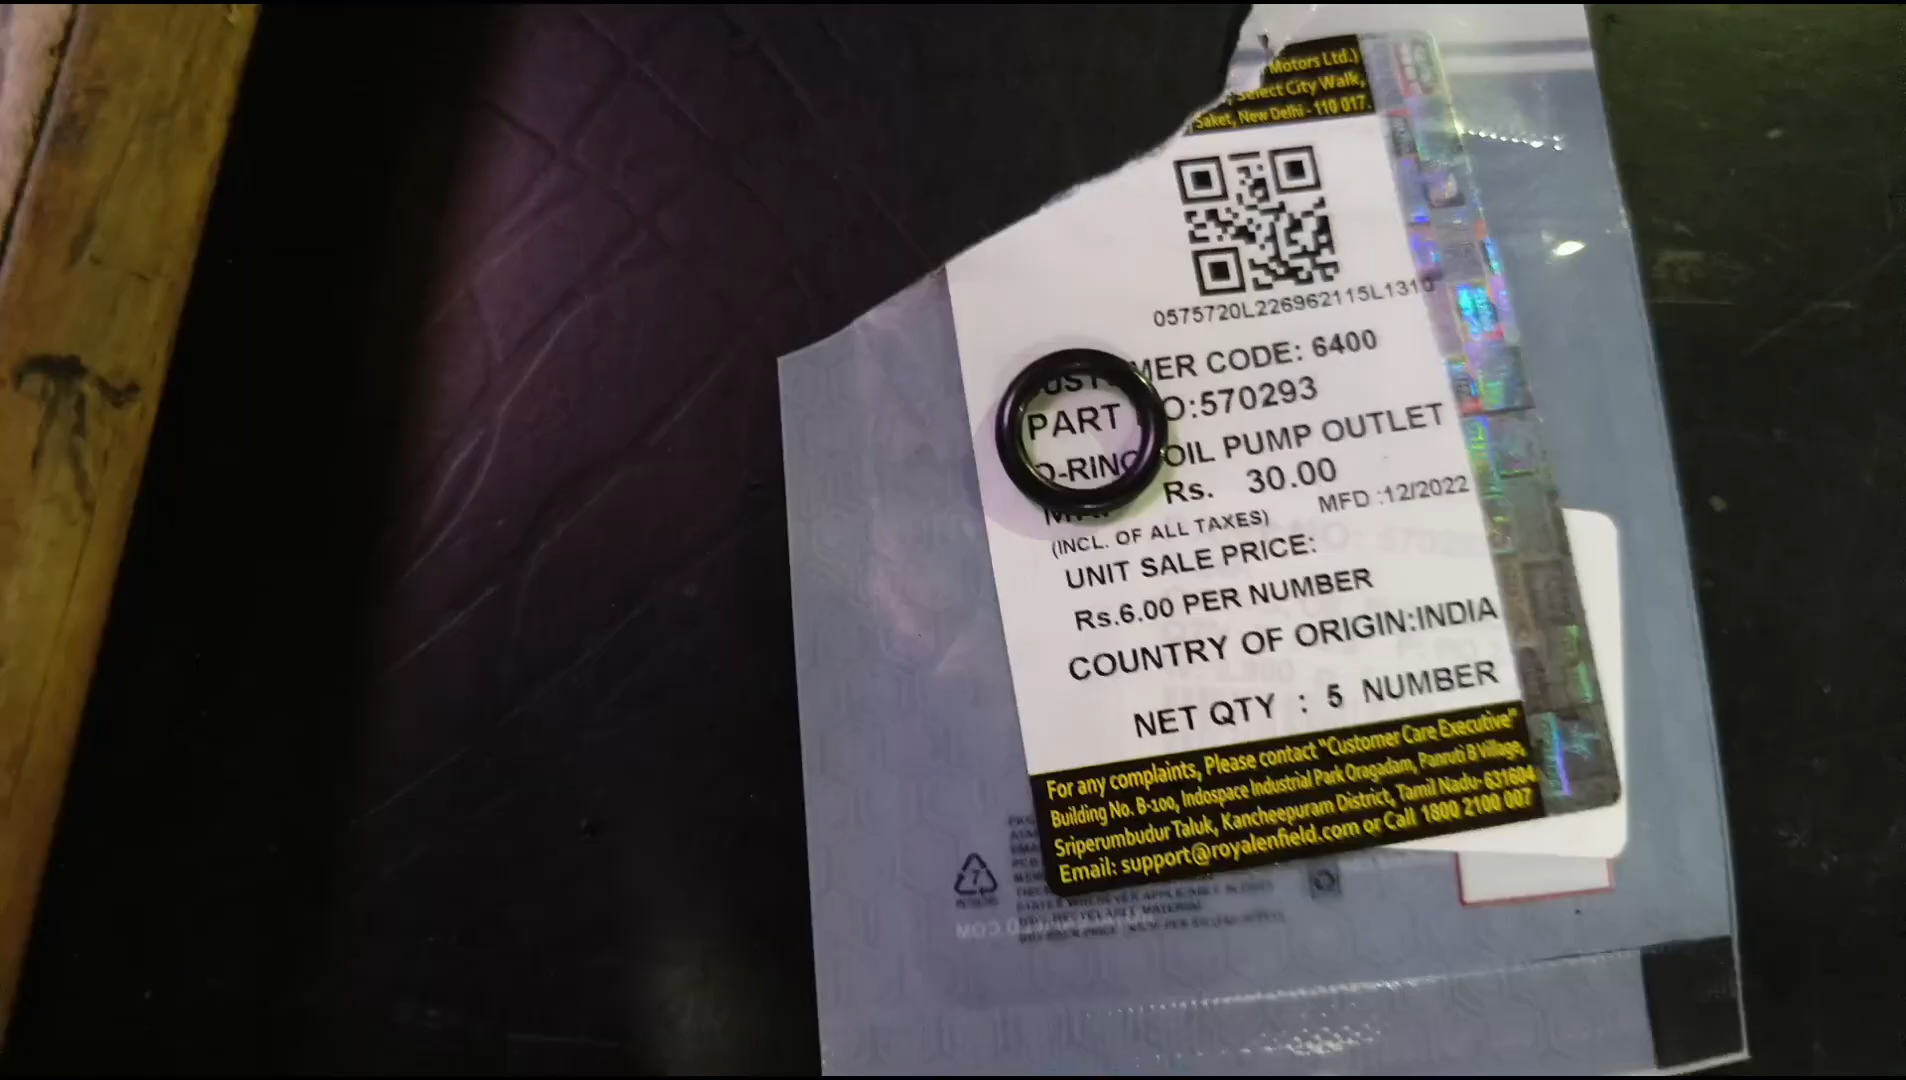 Motors Ltd.)
Select City Walk,
Saket, New Delhi - 110 017.
0575720L226962115L1310
MER CODE: 6400
PART O:570293
O-RING OIL PUMP OUTLET
Rs. 30.00
MFD :12/2022
(INCL. OF ALL TAXES)
UNIT SALE PRICE:
Rs.6.00 PER NUMBER
COUNTRY OF ORIGIN:INDIA
NET QTY : 5 NUMBER
For any complaints, Please contact "Customer Care Executive"
Building No. B-100, Indospace Industrial Park Oragadam, Panruti B Village,
Sriperumbudur Taluk, Kancheepuram District, Tamil Nadu- 631604
Email: support@royalenfield.com or Call 1800 2100 007
7